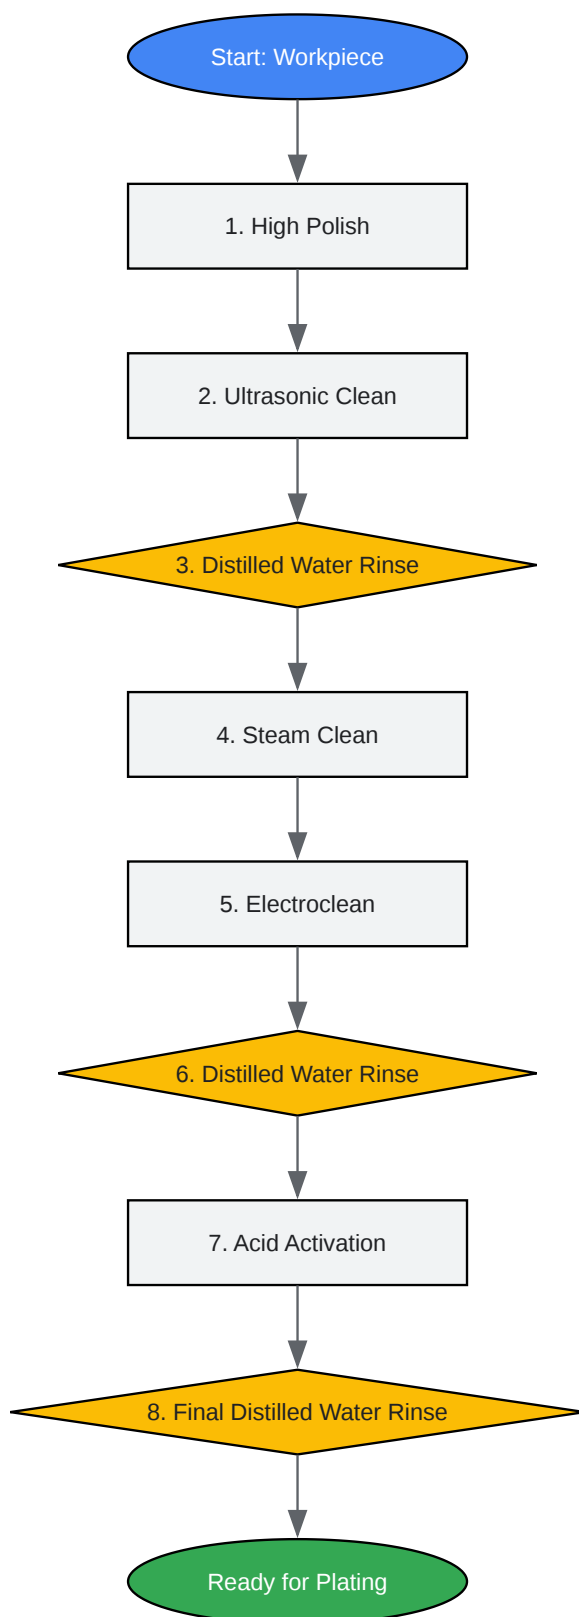 Start: Workpiece
1. High Polish
2. Ultrasonic Clean
3. Distilled Water Rinse
4. Steam Clean
5. Electroclean
6. Distilled Water Rinse
7. Acid Activation
8. Final Distilled Water Rinse
Ready for Plating